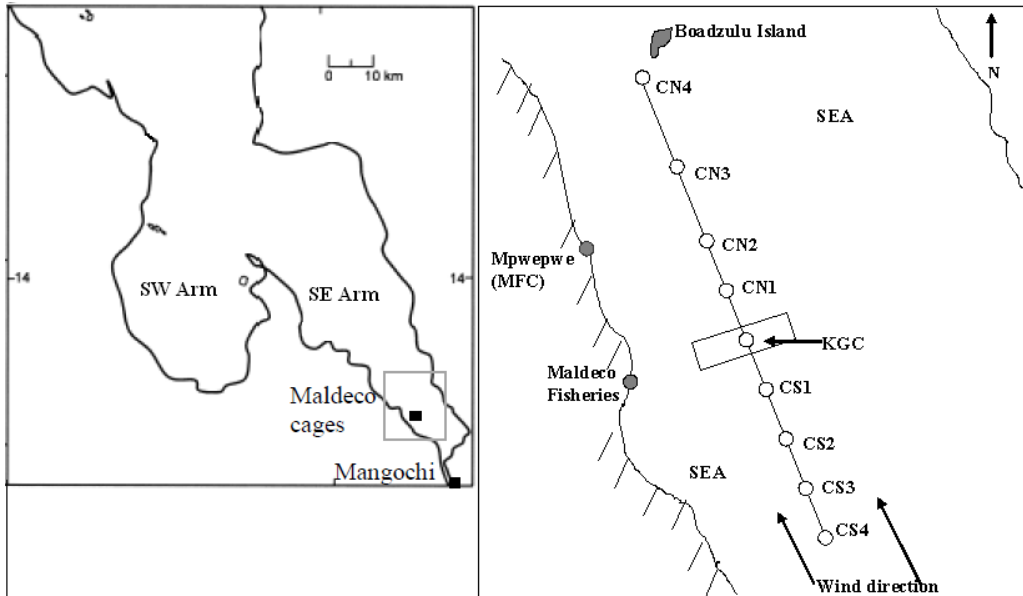 0 10 km
14
14
SW Arm
SE Arm
Maldeco
cages
Mangochi
Boadzulu Island
N
CN4
SEA
CN3
CN2
Mpwepwe
(MFC)
CN1
KGC
Maldeco
Fisheries
CS1
CS2
SEA
CS3
CS4
Wind direction